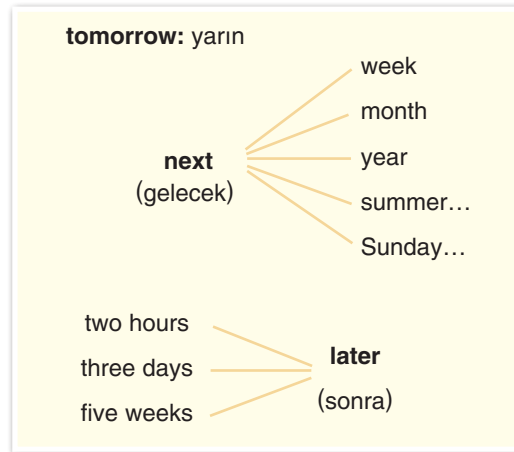 tomorrow: yarın
next
(gelecek)
week
month
year
summer…
Sunday…
two hours
three days
five weeks
later
(sonra)